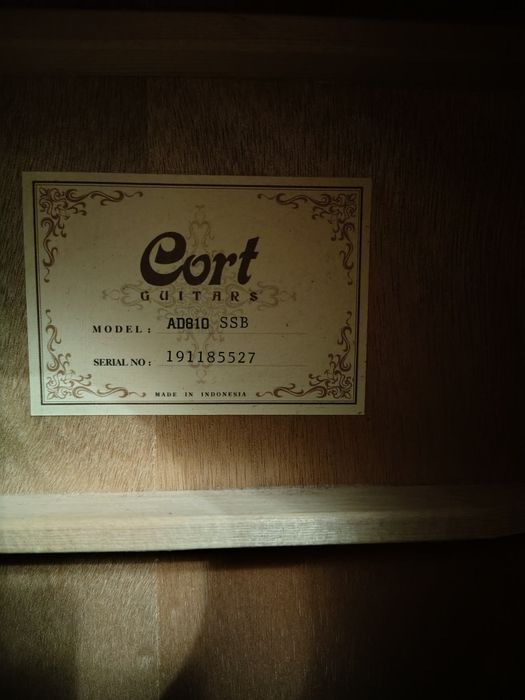 Cort
GUITARS
MODEL: AD810 SSB
SERIAL NO: 191185527
MADE IN INDONESIA